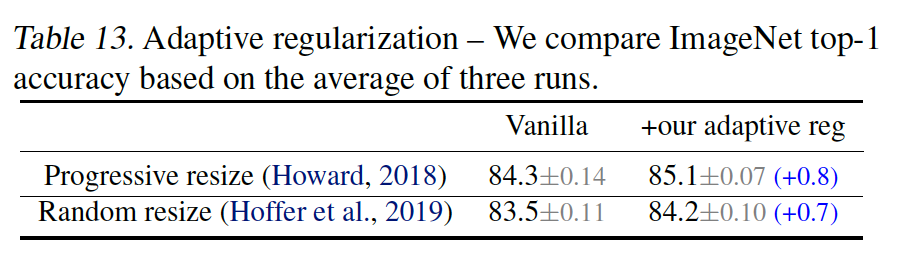 Table 13. Adaptive regularization – We compare ImageNet top-1
accuracy based on the average of three runs.
Vanilla +our adaptive reg
Progressive resize (Howard, 2018) 84.3±0.14 85.1±0.07 (+0.8)
Random resize (Hoffer et al., 2019) 83.5±0.11 84.2±0.10 (+0.7)